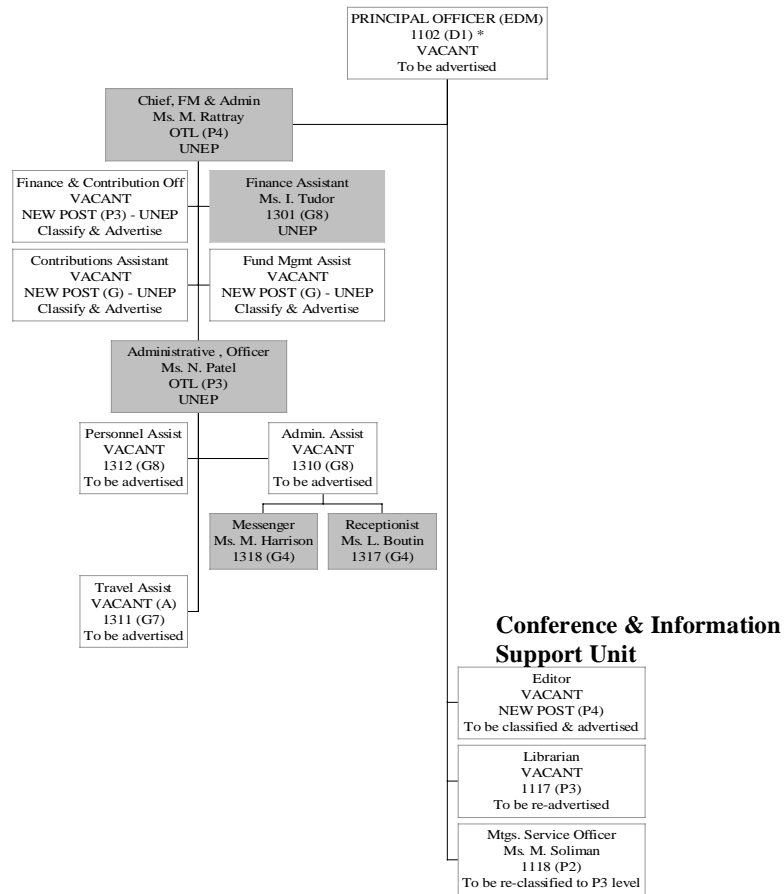 PRINCIPAL OFFICER (EDM)
1102 (D1) *
VACANT
To be advertised
Chief, FM & Admin
Ms. M. Rattray
OTL (P4)
UNEP
Finance & Contribution Off
VACANT
NEW POST (P3) - UNEP
Classify & Advertise
Finance Assistant
Ms. I. Tudor
1301 (G8)
UNEP
Contributions Assistant
VACANT
NEW POST (G) - UNEP
Classify & Advertise
Fund Mgmt Assist
VACANT
NEW POST (G) - UNEP
Classify & Advertise
Administrative , Officer
Ms. N. Patel
OTL (P3)
UNEP
Personnel Assist
VACANT
1312 (G8)
To be advertised
Admin. Assist
VACANT
1310 (G8)
To be advertised
Messenger
Ms. M. Harrison
1318 (G4)
Receptionist
Ms. L. Boutin
1317 (G4)
Travel Assist
VACANT (A)
1311 (G7)
To be advertised
Conference & Information
Support Unit
Editor
VACANT
NEW POST (P4)
To be classified & advertised
Librarian
VACANT
1117 (P3)
To be re-advertised
Mtgs. Service Officer
Ms. M. Soliman
1118 (P2)
To be re-classified to P3 level